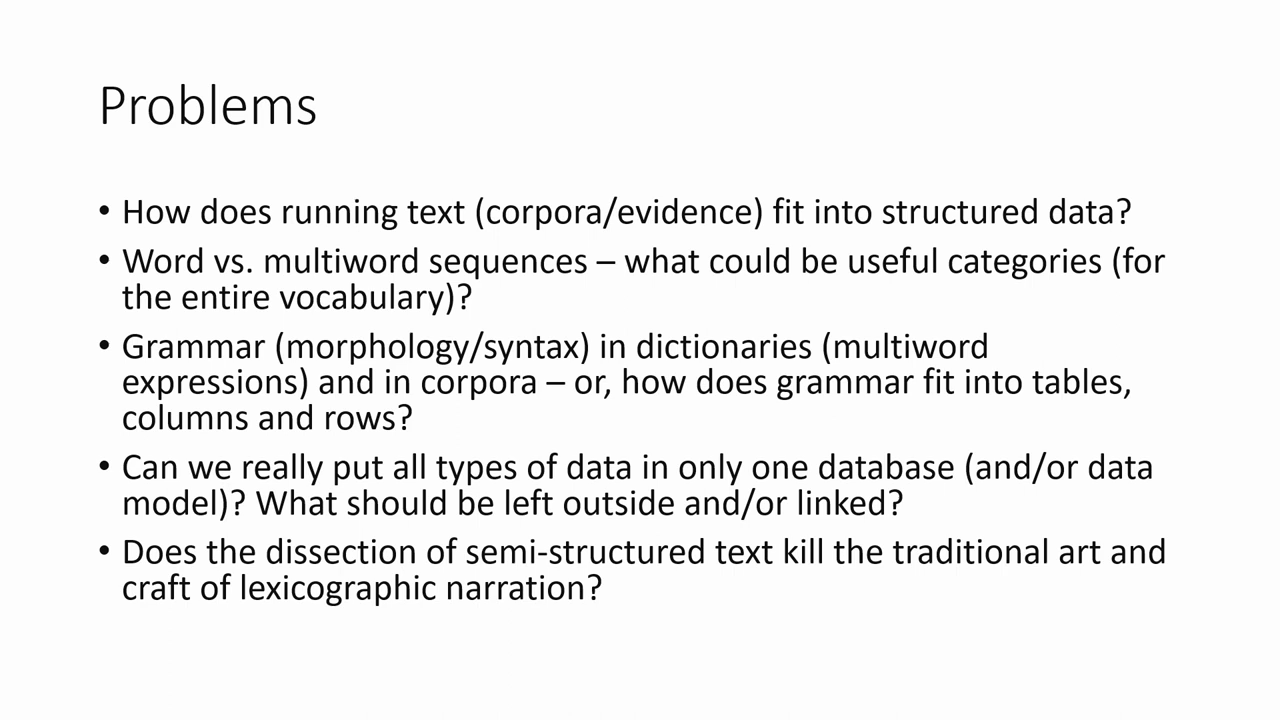 Problems
• How does running text (corpora/evidence) fit into structured data?
• Word vs. multiword sequences – what could be useful categories (for
the entire vocabulary)?
• Grammar (morphology/syntax) in dictionaries (multiword
expressions) and in corpora – or, how does grammar fit into tables,
columns and rows?
• Can we really put all types of data in only one database (and/or data
model)? What should be left outside and/or linked?
• Does the dissection of semi-structured text kill the traditional art and
craft of lexicographic narration?